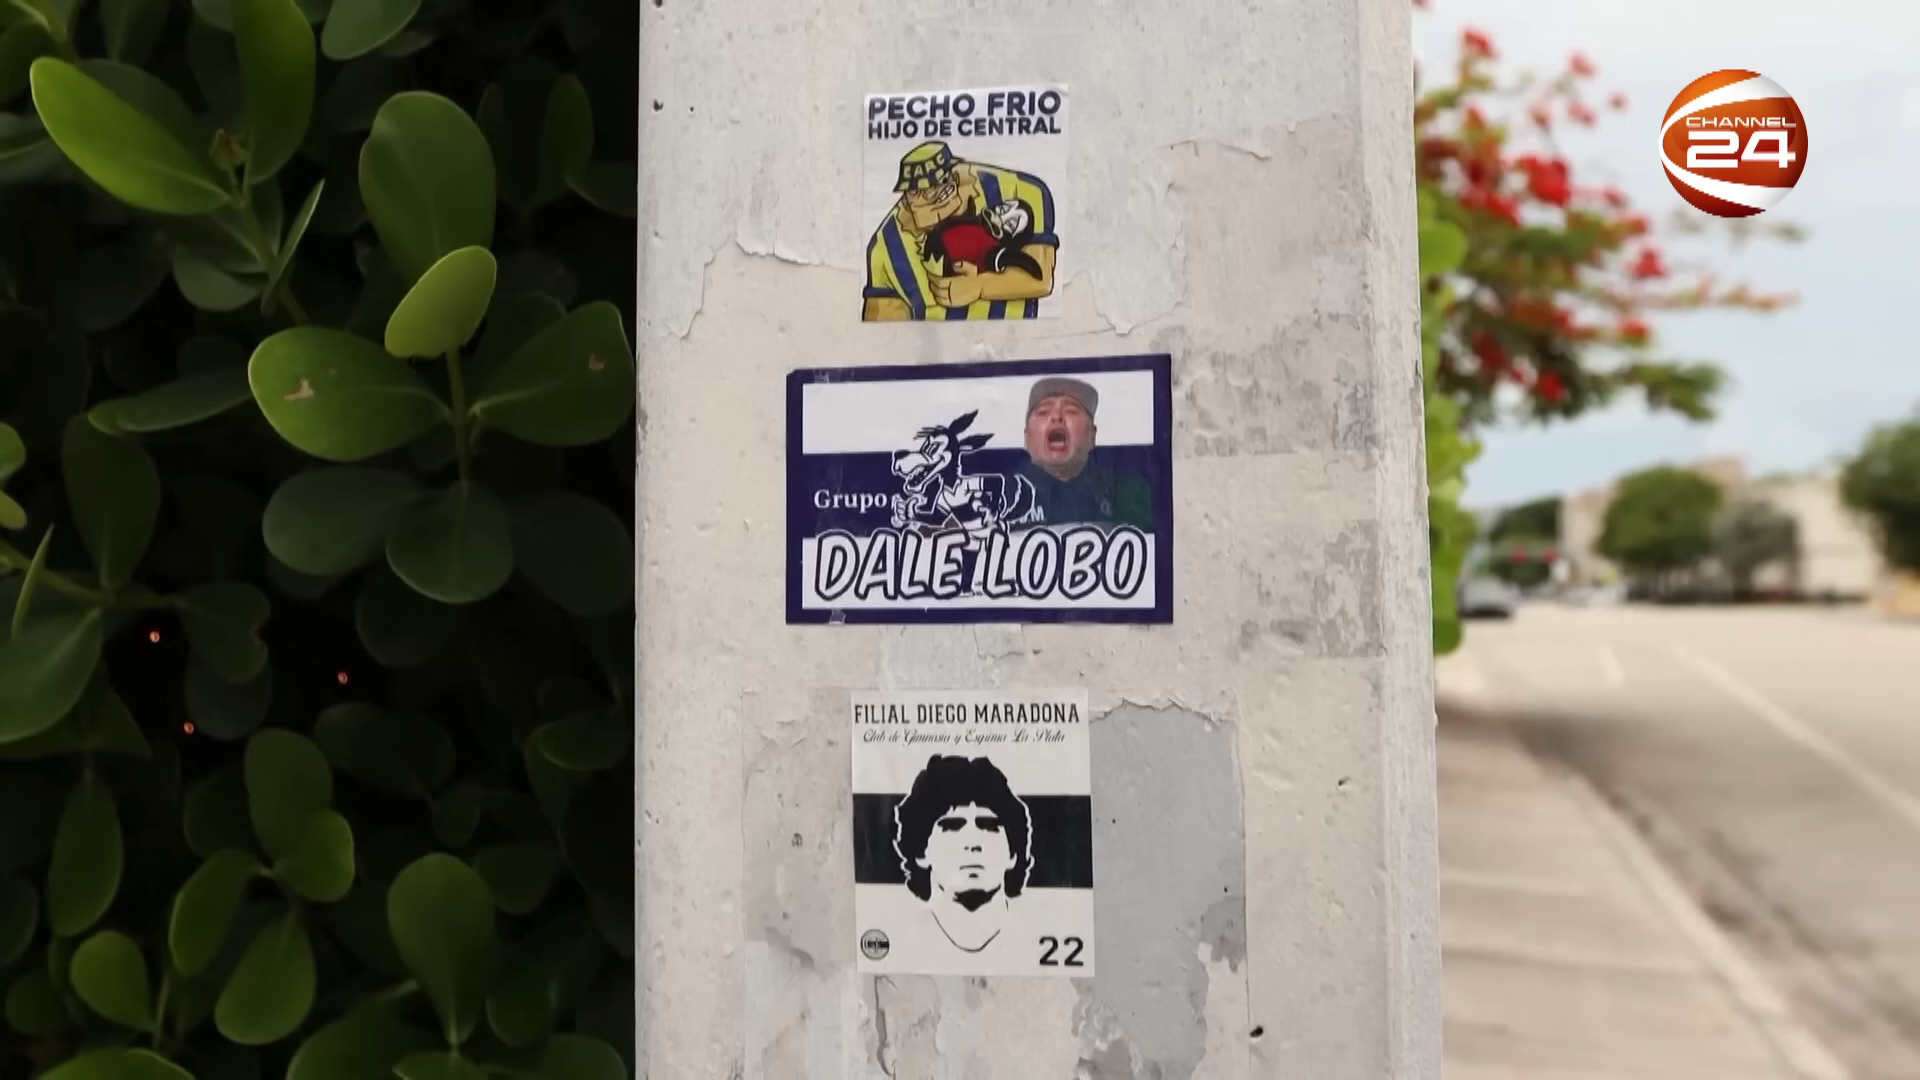 PECHO FRIO
HIJO DE CENTRAL
CARC
CHANNEL
24
Grupo
DALE LOBO
FILIAL DIEGO MARADONA
Club de Gimnasia y Esgrima La Plata
22